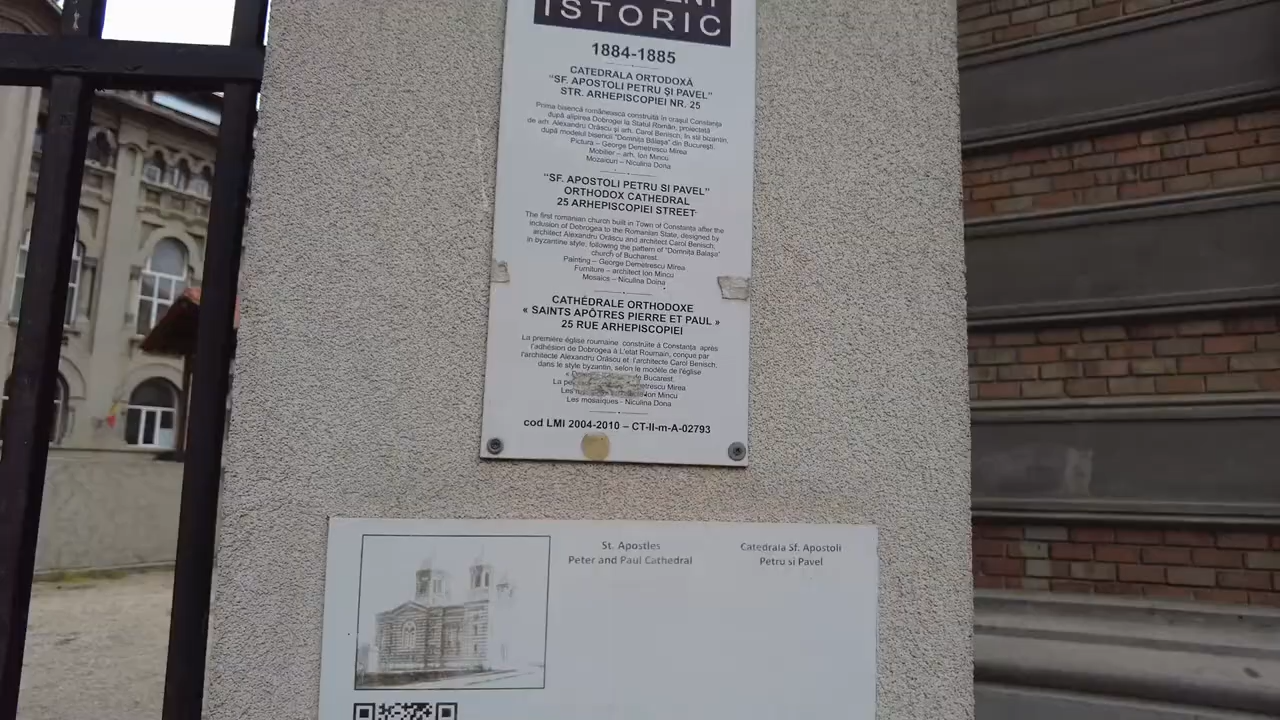 ISTORIC
1884-1885
CATEDRALA ORTODOXĂ
"SF. APOSTOLI PETRU ȘI PAVEL"
STR. ARHEPISCOPIEI NR. 25
Prima biserică românească construită în orașul Constanța
după alipirea Dobrogei la Statul Român, proiectată
de arh. Alexandru Orăscu și arh. Carol Benisch, în stil bizantin,
după modelul bisericii "Domnița Bălașa" din București.
Pictura – George Demetrescu Mirea
Mobilier – arh. Ion Mincu
Mozaicuri – Niculina Dona
"SF. APOSTOLI PETRU SI PAVEL"
ORTHODOX CATHEDRAL
25 ARHEPISCOPIEI STREET
The first romanian church built in Town of Constanța after the
inclusion of Dobrogea to the Romanian State, designed by
architect Alexandru Orăscu and architect Carol Benisch,
in byzantine style, following the pattern of "Domnița Balașa"
church of Bucharest.
Painting – George Demetrescu Mirea
Furniture – architect Ion Mincu
Mosaics – Niculina Doina
CATHÉDRALE ORTHODOXE
« SAINTS APÔTRES PIERRE ET PAUL »
25 RUE ARHEPISCOPIEI
La première église roumaine construite à Constanța après
l'adhésion de Dobrogea à L'etat Roumain, conçue par
l'architecte Alexandru Orăscu et l'architecte Carol Benisch,
dans le style byzantin, selon le modèle de l'église
de Bucarest.
La Mirea
Les Ion Mincu
Les mosaïques - Niculina Dona
cod LMI 2004-2010 – CT-II-m-A-02793
St. Apostles
Peter and Paul Cathedral
Catedrala Sf. Apostoli
Petru si Pavel